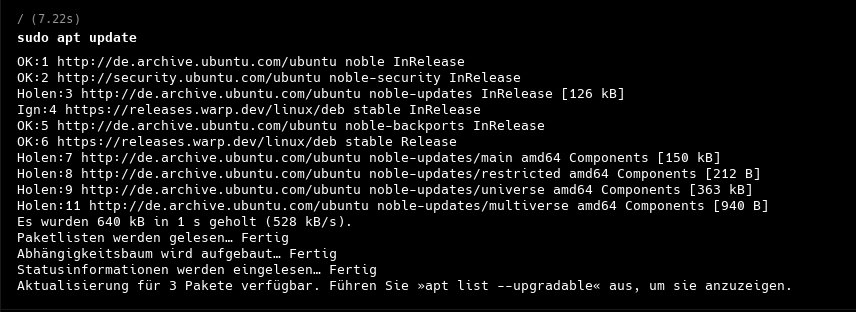 / (7.22s)
sudo apt update
OK:1 http://de.archive.ubuntu.com/ubuntu noble InRelease
OK:2 http://security.ubuntu.com/ubuntu noble-security InRelease
Holen:3 http://de.archive.ubuntu.com/ubuntu noble-updates InRelease [126 kB]
Ign:4 https://releases.warp.dev/linux/deb stable InRelease
OK:5 http://de.archive.ubuntu.com/ubuntu noble-backports InRelease
OK:6 https://releases.warp.dev/linux/deb stable Release
Holen:7 http://de.archive.ubuntu.com/ubuntu noble-updates/main amd64 Components [150 kB]
Holen:8 http://de.archive.ubuntu.com/ubuntu noble-updates/restricted amd64 Components [212 B]
Holen:9 http://de.archive.ubuntu.com/ubuntu noble-updates/universe amd64 Components [363 kB]
Holen:11 http://de.archive.ubuntu.com/ubuntu noble-updates/multiverse amd64 Components [940 B]
Es wurden 640 kB in 1 s geholt (528 kB/s).
Paketlisten werden gelesen… Fertig
Abhängigkeitsbaum wird aufgebaut… Fertig
Statusinformationen werden eingelesen… Fertig
Aktualisierung für 3 Pakete verfügbar. Führen Sie »apt list --upgradable« aus, um sie anzuzeigen.